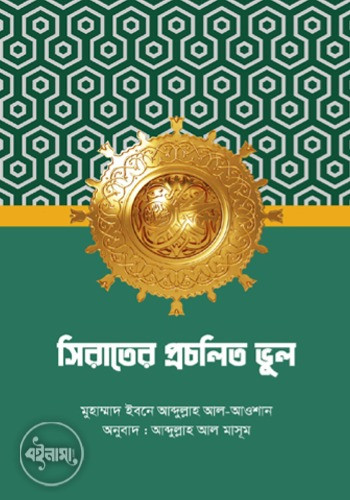 সিরাতের প্রচলিত ভুল
মুহাম্মাদ ইবনে আব্দুল্লাহ আল-আওশান
অনুবাদ : আব্দুল্লাহ আল মাসূম
বইনামা